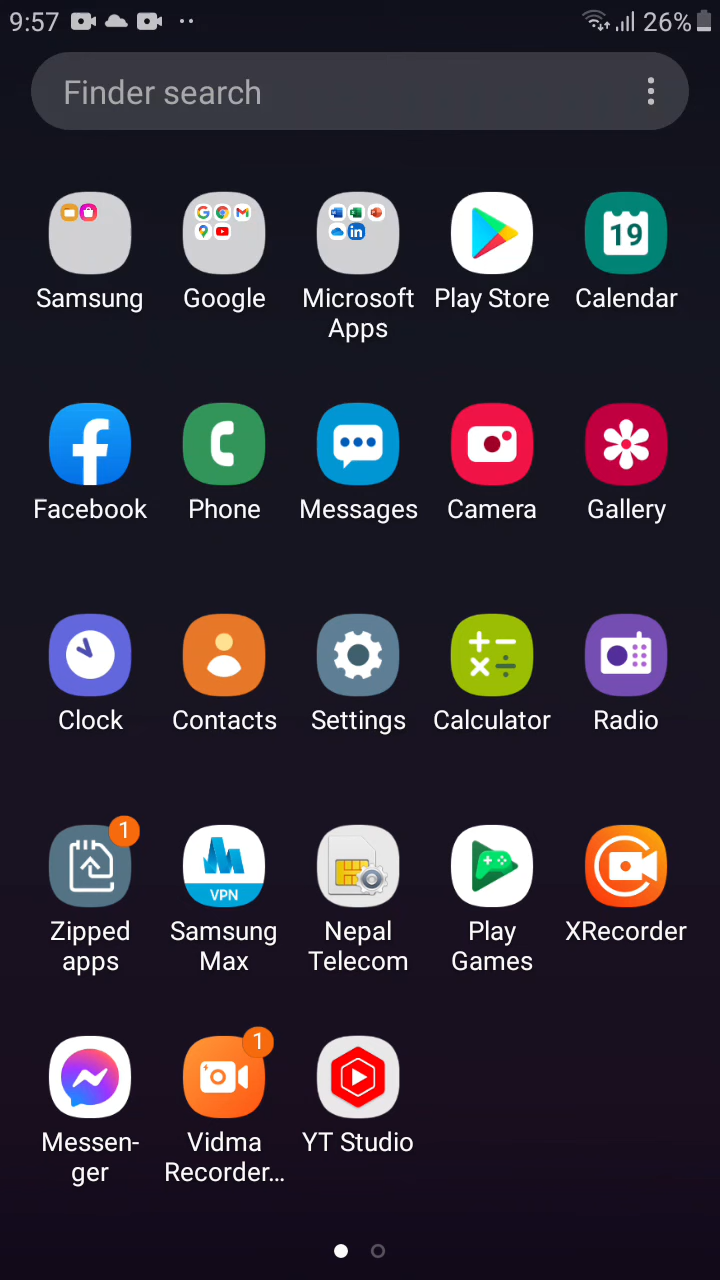 9:57
26%
Finder search
19
Samsung
Google
Microsoft
Apps
Play Store
Calendar
Facebook
Phone
Messages
Camera
Gallery
Clock
Contacts
Settings
Calculator
Radio
1
VPN
Zipped
apps
Samsung
Max
Nepal
Telecom
Play
Games
XRecorder
1
Messen-
ger
Vidma
Recorder...
YT Studio